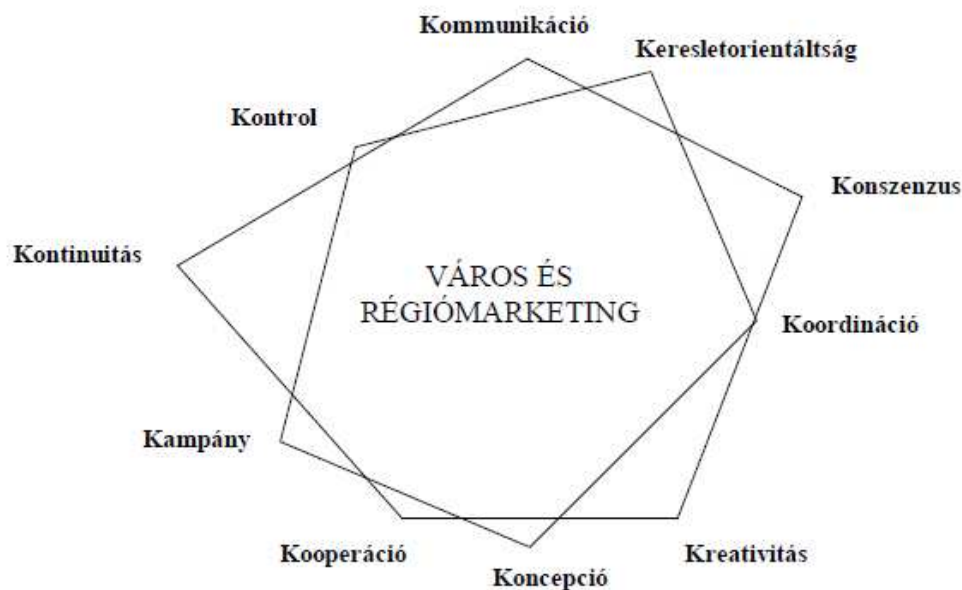 Kommunikáció
Keresletorientáltság
Kontrol
Konszenzus
Kontinuitás
VÁROS ÉS
RÉGIÓMARKETING
Koordináció
Kampány
Kooperáció
Koncepció
Kreativitás